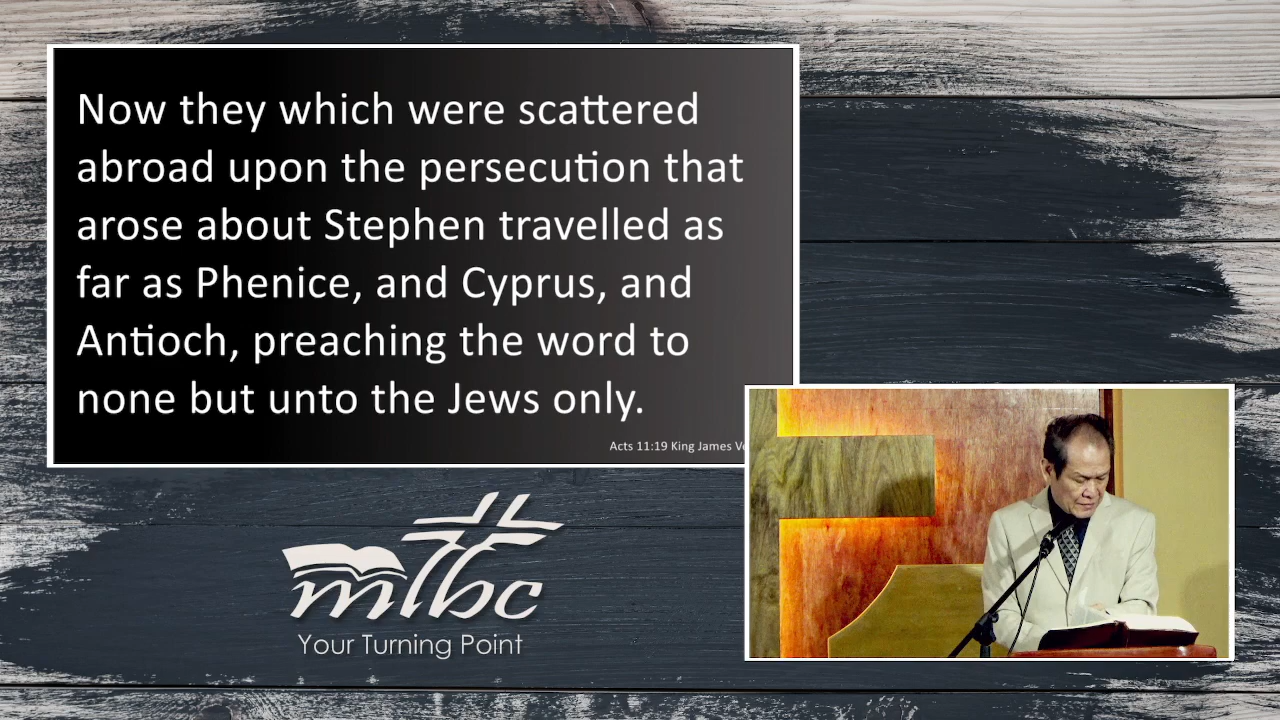 Now they which were scattered
abroad upon the persecution that
arose about Stephen travelled as
far as Phenice, and Cyprus, and
Antioch, preaching the word to
none but unto the Jews only.
Acts 11:19 King James
mlbc
Your Turning Point